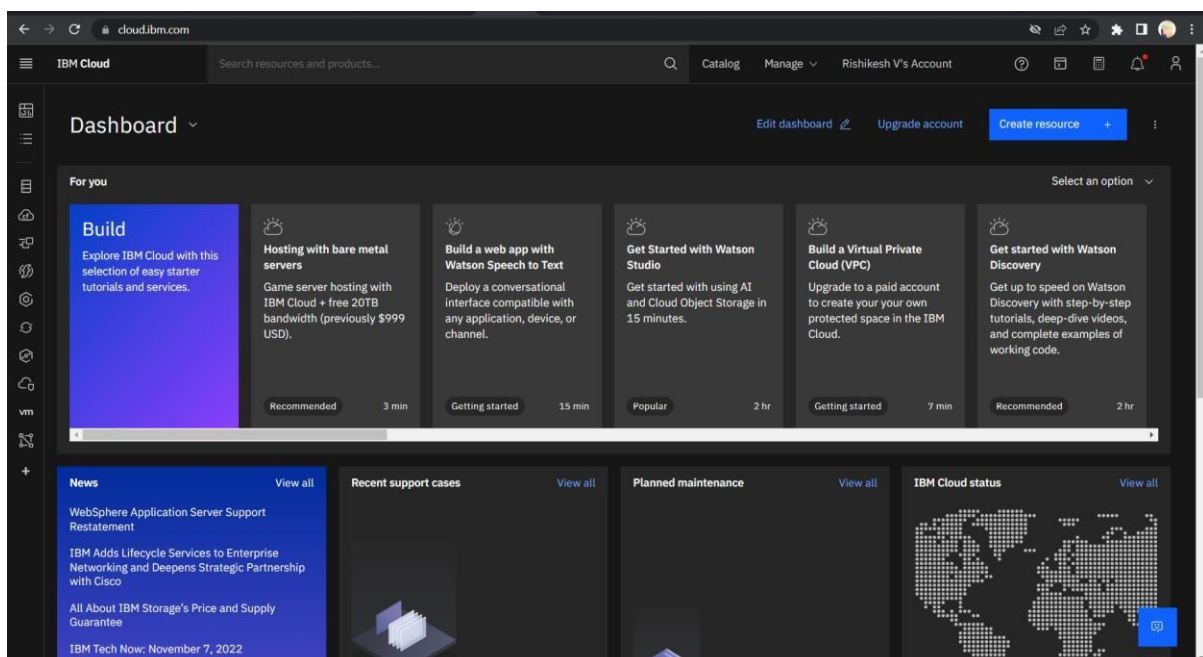 cloud.ibm.com
IBM Cloud
Search resources and products...
Catalog
Manage
Rishikesh V's Account
Dashboard
Edit dashboard
Upgrade account
Create resource +
For you
Select an option
Build
Explore IBM Cloud with this
selection of easy starter
tutorials and services.
Hosting with bare metal
servers
Game server hosting with
IBM Cloud + free 20TB
bandwidth (previously $999
USD).
Recommended
3 min
Build a web app with
Watson Speech to Text
Deploy a conversational
interface compatible with
any application, device, or
channel.
Getting started
15 min
Get Started with Watson
Studio
Get started with using AI
and Cloud Object Storage in
15 minutes.
Popular
2 hr
Build a Virtual Private
Cloud (VPC)
Upgrade to a paid account
to create your your own
protected space in the IBM
Cloud.
Getting started
7 min
Get started with Watson
Discovery
Get up to speed on Watson
Discovery with step-by-step
tutorials, deep-dive videos,
and complete examples of
working code.
Recommended
2 hr
vm
News
View all
WebSphere Application Server Support
Restatement
IBM Adds Lifecycle Services to Enterprise
Networking and Deepens Strategic Partnership
with Cisco
All About IBM Storage's Price and Supply
Guarantee
IBM Tech Now: November 7, 2022
Recent support cases
View all
Planned maintenance
View all
IBM Cloud status
View all